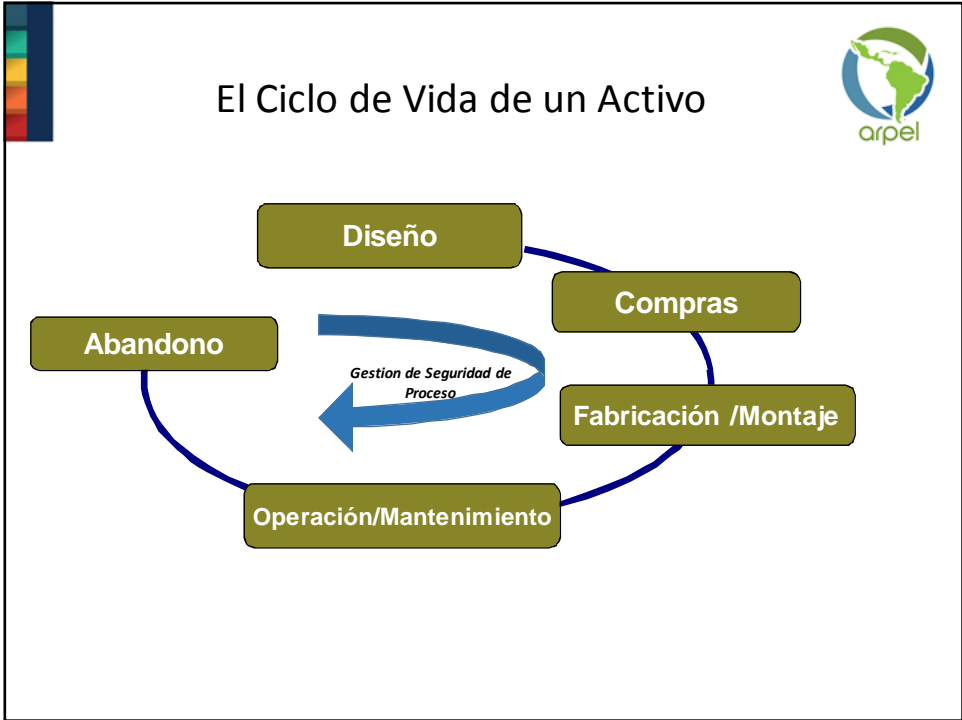 El Ciclo de Vida de un Activo
arpel
Diseño
Compras
Abandono
Gestion de Seguridad de
Proceso
Fabricación /Montaje
Operación/Mantenimiento